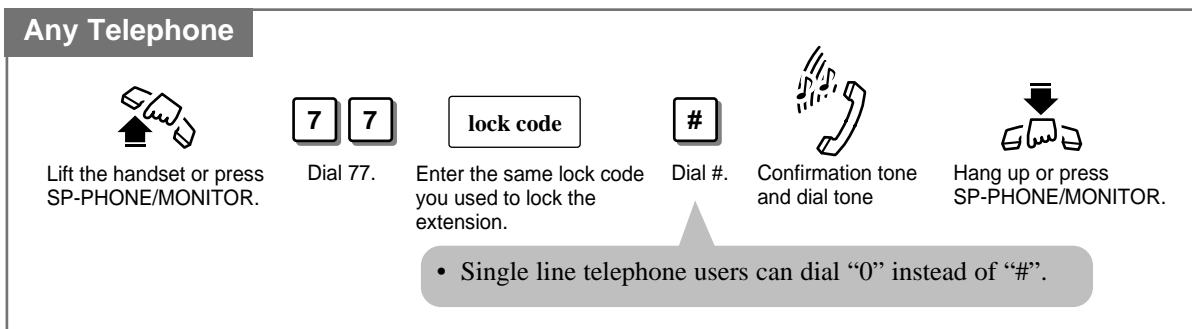 Any Telephone
7 7
lock code
#
Lift the handset or press
SP-PHONE/MONITOR.
Dial 77.
Enter the same lock code
you used to lock the
extension.
Dial #.
Confirmation tone
and dial tone
Hang up or press
SP-PHONE/MONITOR.
• Single line telephone users can dial “0” instead of “#”.